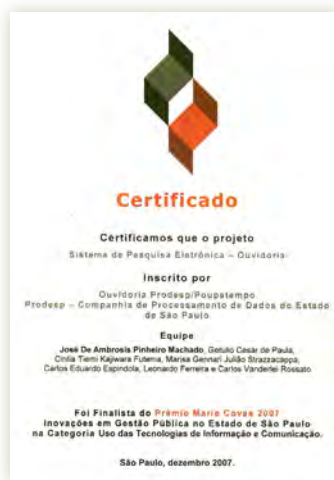 Certificado
Certificamos que o projeto
Sistema de Pesquisa Eletrônica – Ouvidoria
Inscrito por
Ouvidoria Prodesp/Poupatempo
Prodesp – Companhia de Processamento de Dados do Estado
de São Paulo
Equipe
José De Ambrosis Pinheiro Machado, Getulio Cesar de Paula,
Cintia Tiemi Kajiwara Futema, Marisa Gennari Julião Strazzacappa,
Carlos Eduardo Espindola, Leonardo Ferreira e Carlos Vanderlei Rossato
Foi Finalista do Prêmio Mario Covas 2007
Inovações em Gestão Pública no Estado de São Paulo
na Categoria Uso das Tecnologias de Informação e Comunicação.
São Paulo, dezembro 2007.